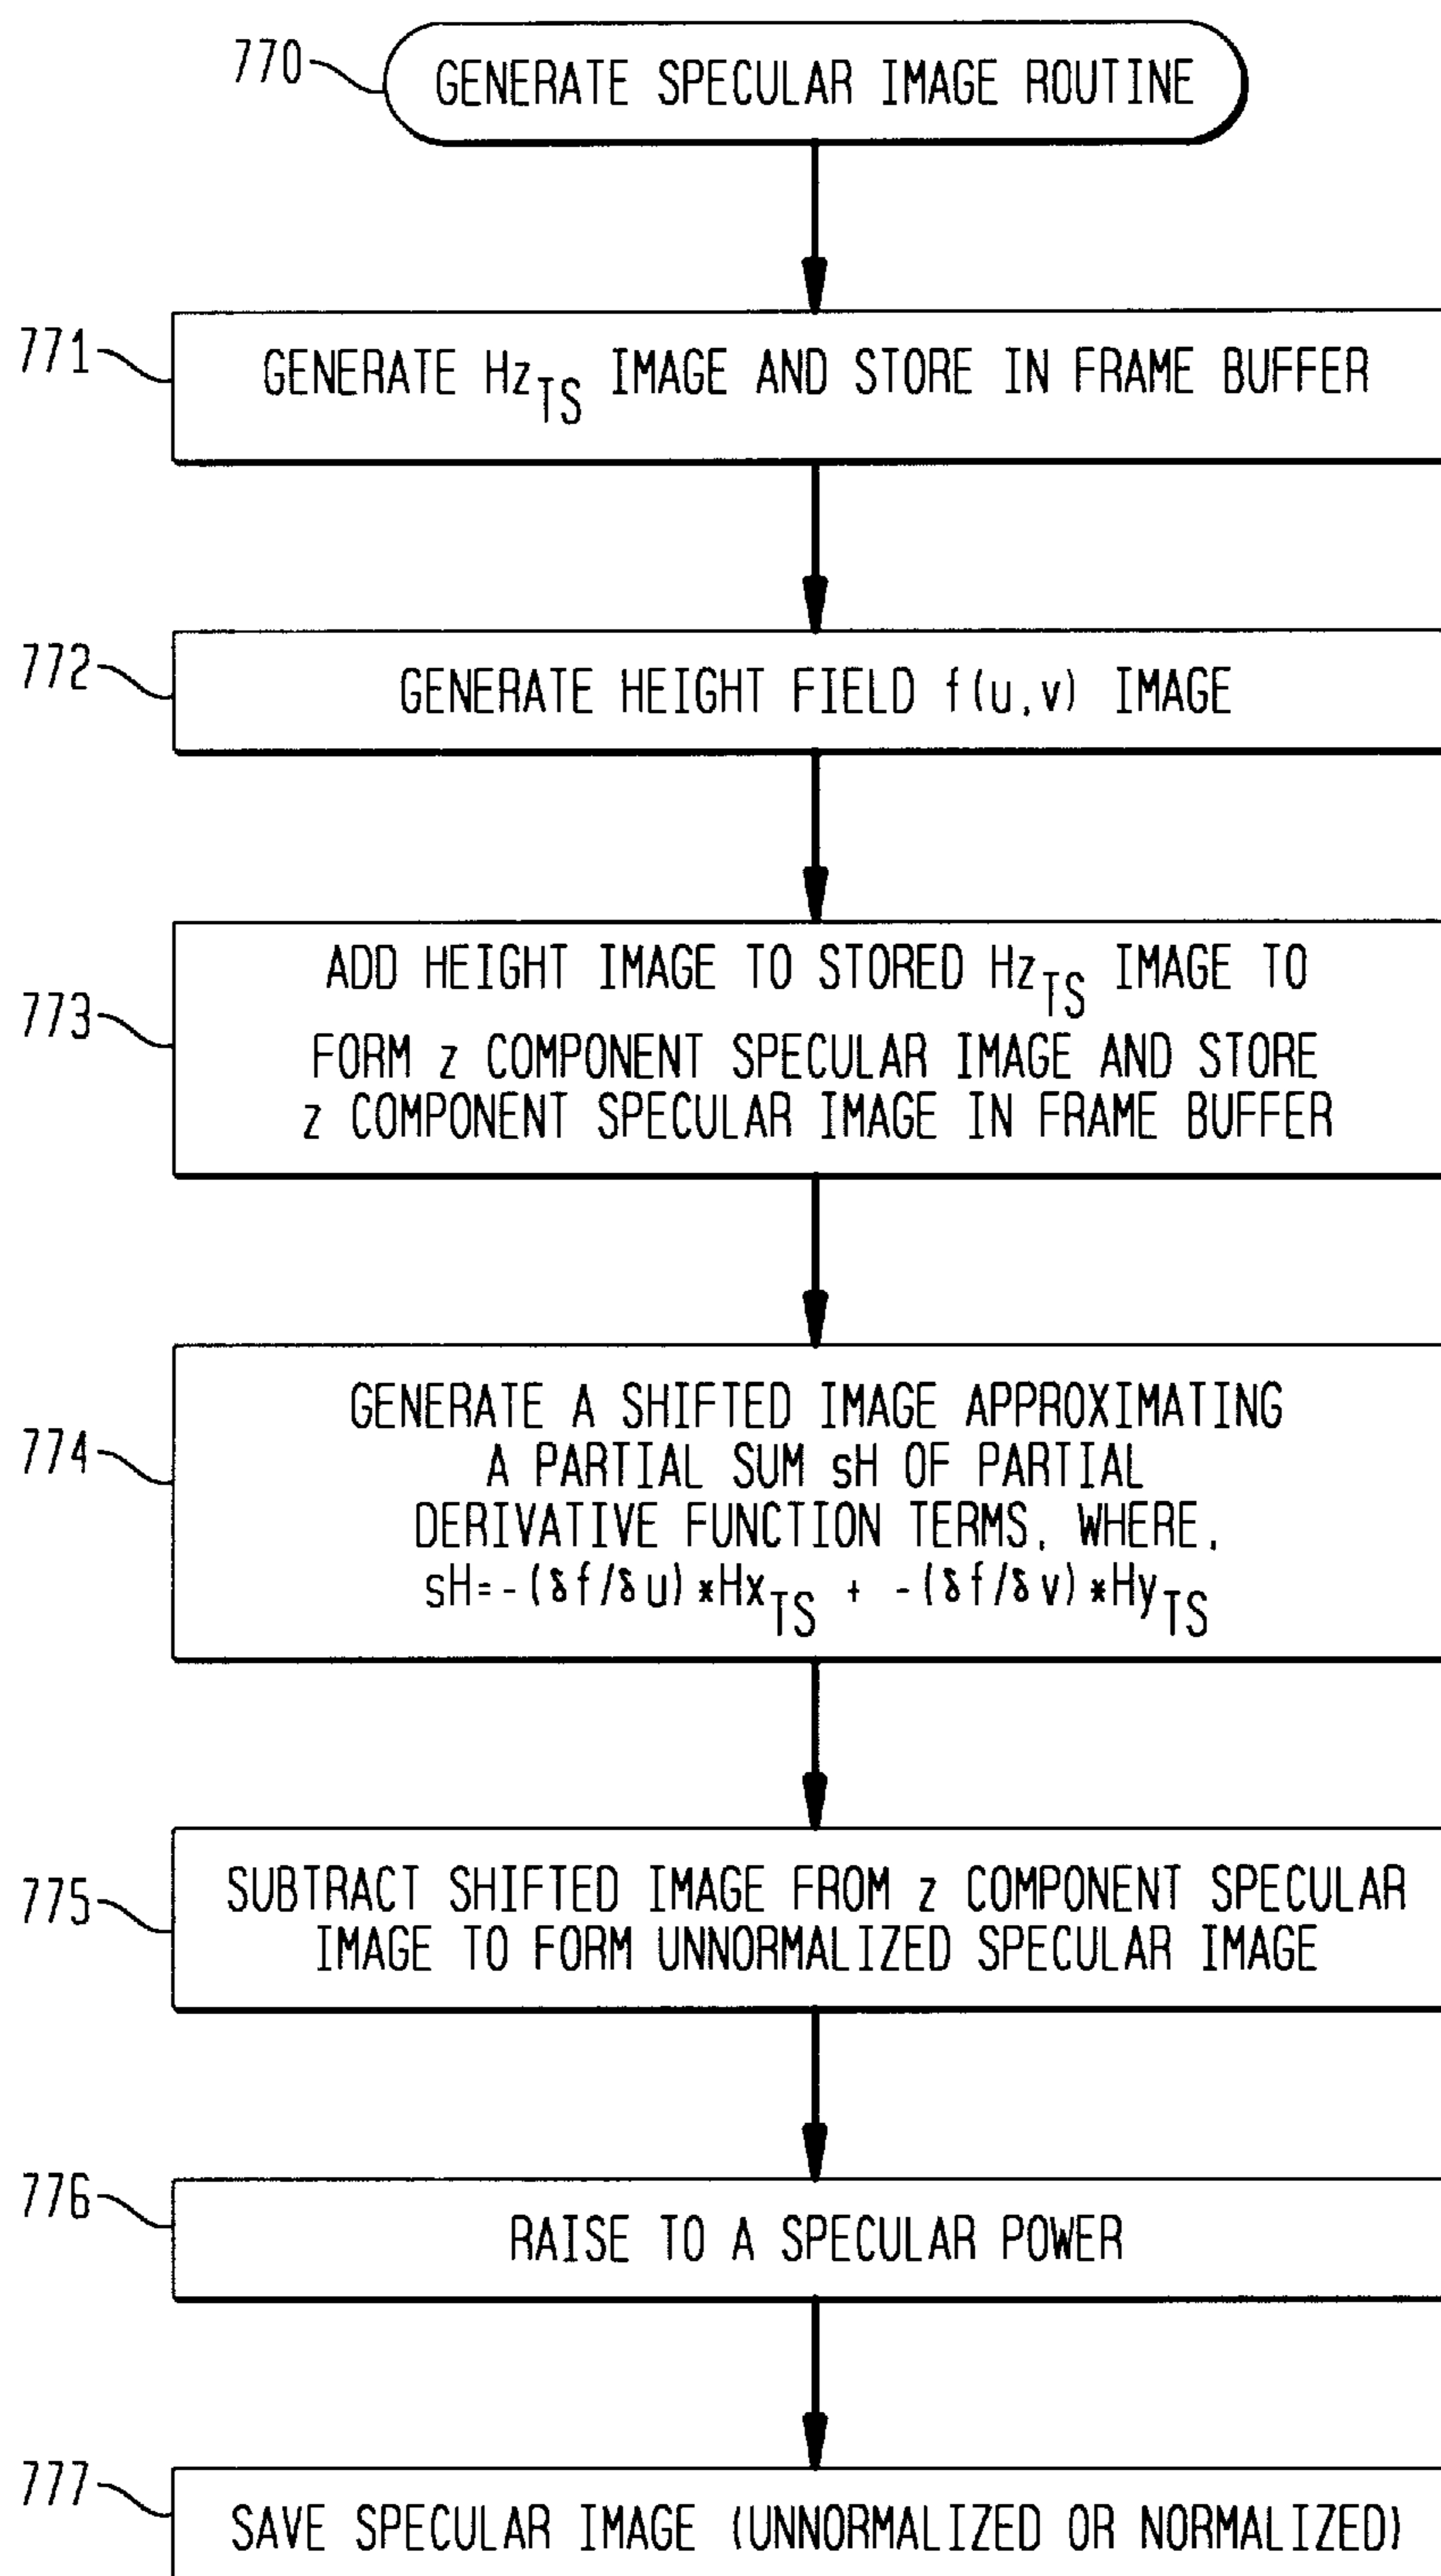 770
GENERATE SPECULAR IMAGE ROUTINE
771
GENERATE HzTS IMAGE AND STORE IN FRAME BUFFER
772
GENERATE HEIGHT FIELD f(u,v) IMAGE
773
ADD HEIGHT IMAGE TO STORED HzTS IMAGE TO
FORM z COMPONENT SPECULAR IMAGE AND STORE
z COMPONENT SPECULAR IMAGE IN FRAME BUFFER
774
GENERATE A SHIFTED IMAGE APPROXIMATING
A PARTIAL SUM sH OF PARTIAL
DERIVATIVE FUNCTION TERMS, WHERE,
sH=-(δf/δu)*HxTS + -(δf/δv)*HyTS
775
SUBTRACT SHIFTED IMAGE FROM z COMPONENT SPECULAR
IMAGE TO FORM UNNORMALIZED SPECULAR IMAGE
776
RAISE TO A SPECULAR POWER
777
SAVE SPECULAR IMAGE (UNNORMALIZED OR NORMALIZED)